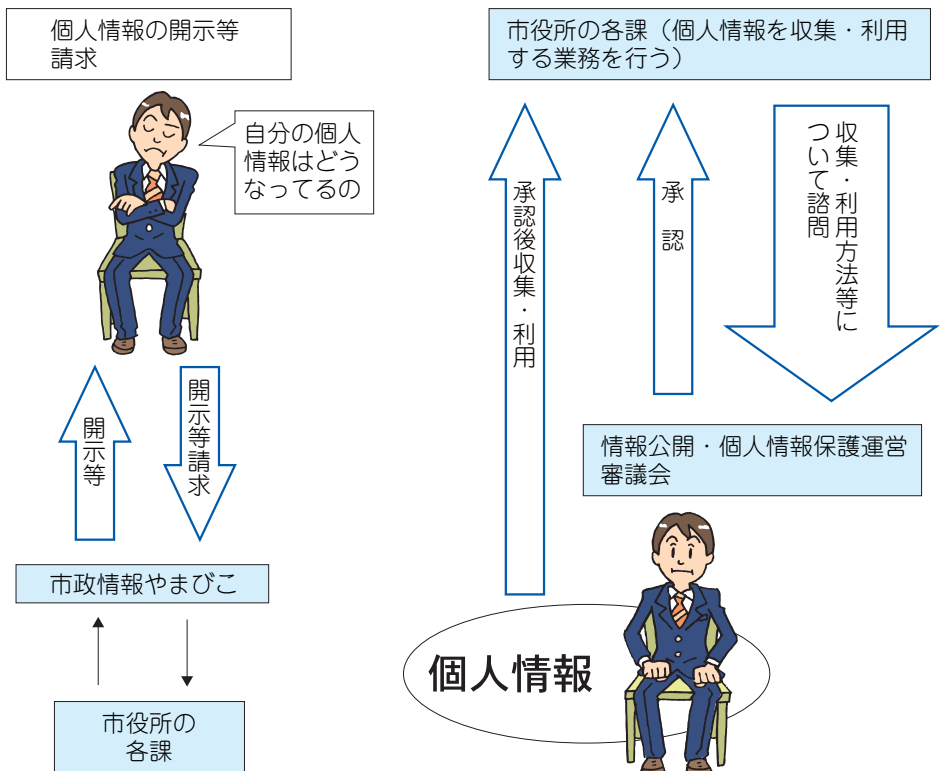 個人情報の開示等
請求
自分の個人
情報はどう
なってるの
開示等
開示等請求
市政情報やまびこ
市役所の
各課
市役所の各課（個人情報を収集・利用
する業務を行う）
承認後収集・利用
承認
収集・利用方法等に
ついて諮問
情報公開・個人情報保護運営
審議会
個人情報